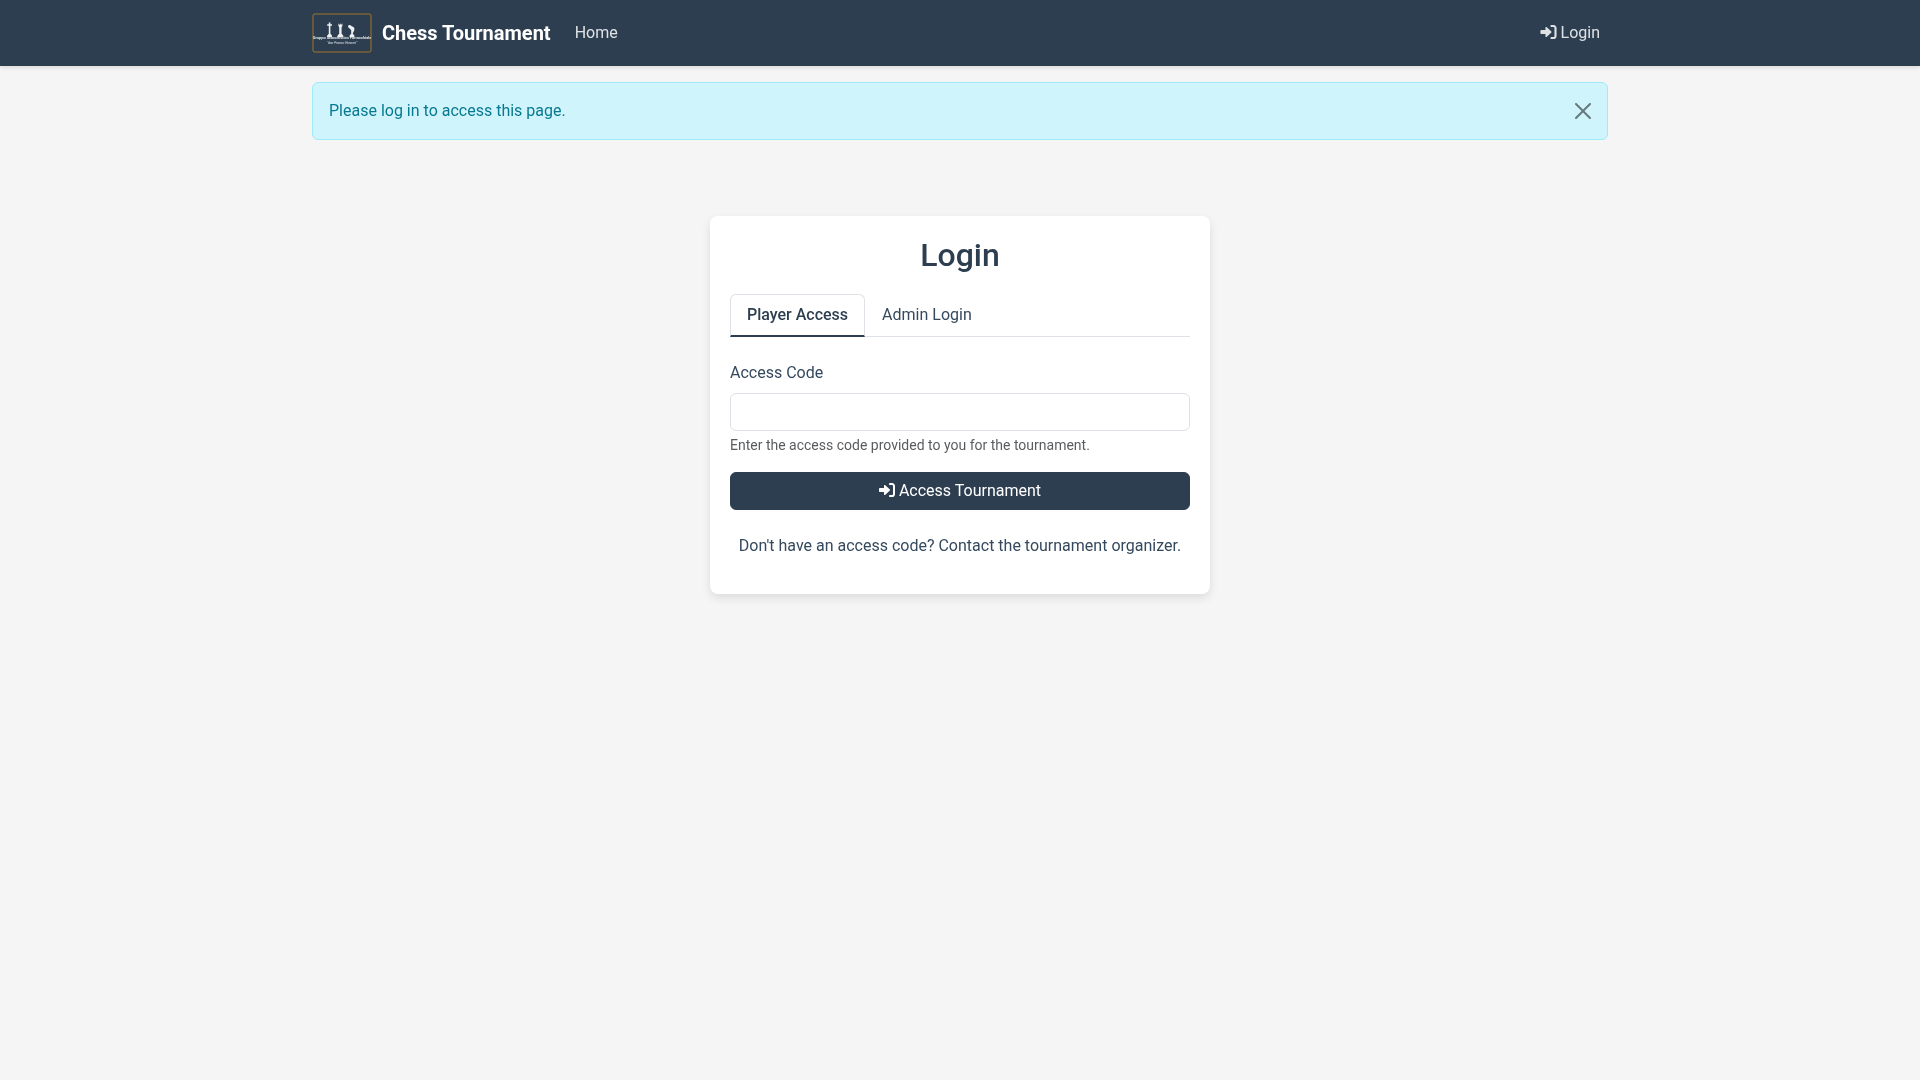 Chess Tournament
Home
Login
Please log in to access this page.
Login
Player Access
Admin Login
Access Code
Enter the access code provided to you for the tournament.
Access Tournament
Don't have an access code? Contact the tournament organizer.